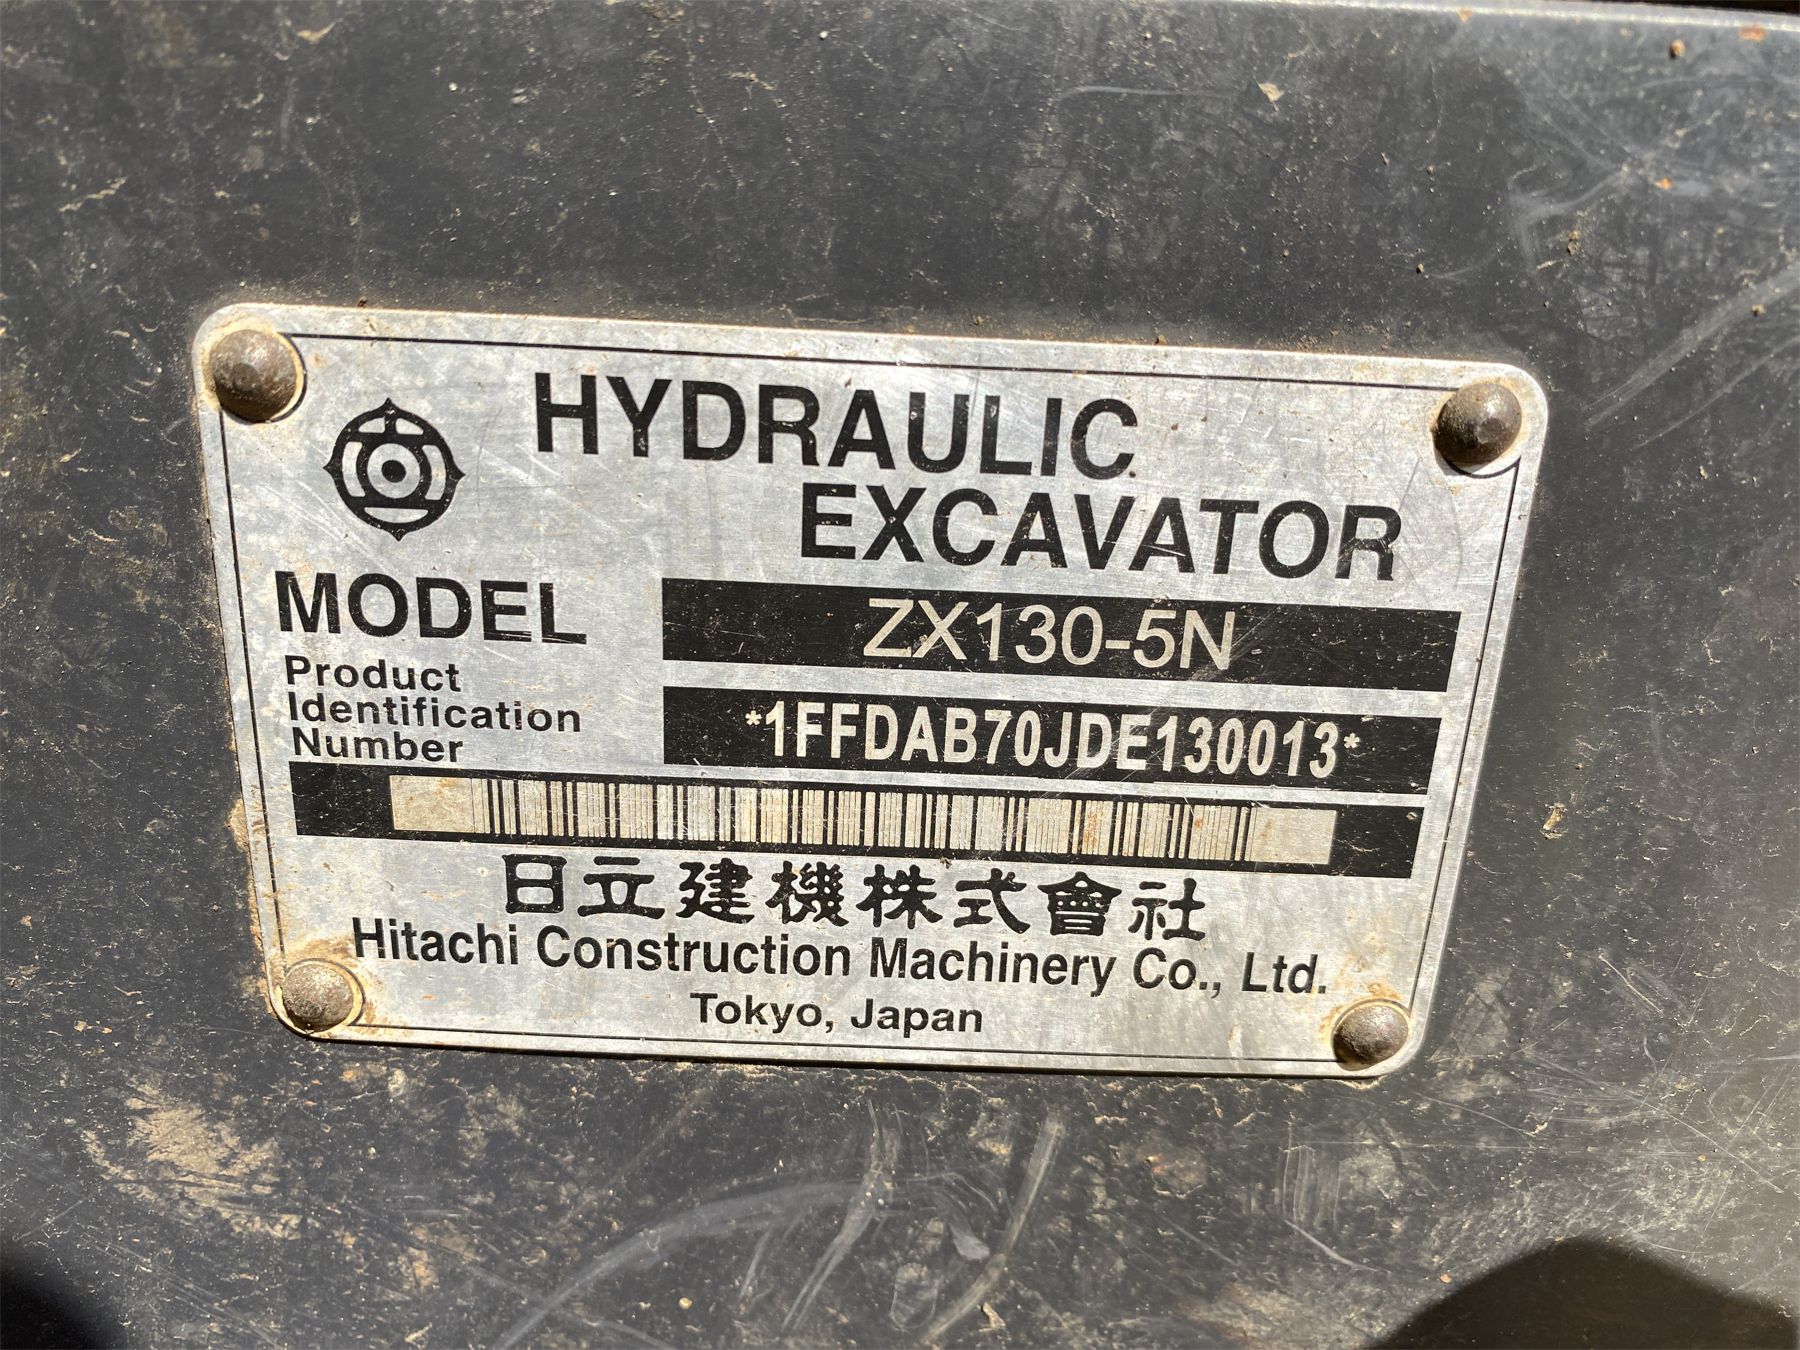 HYDRAULIC
EXCAVATOR
MODEL ZX130-5N
Product
Identification
Number
*1FFDAB70JDE130013*
日立建機株式會社
Hitachi Construction Machinery Co., Ltd.
Tokyo, Japan